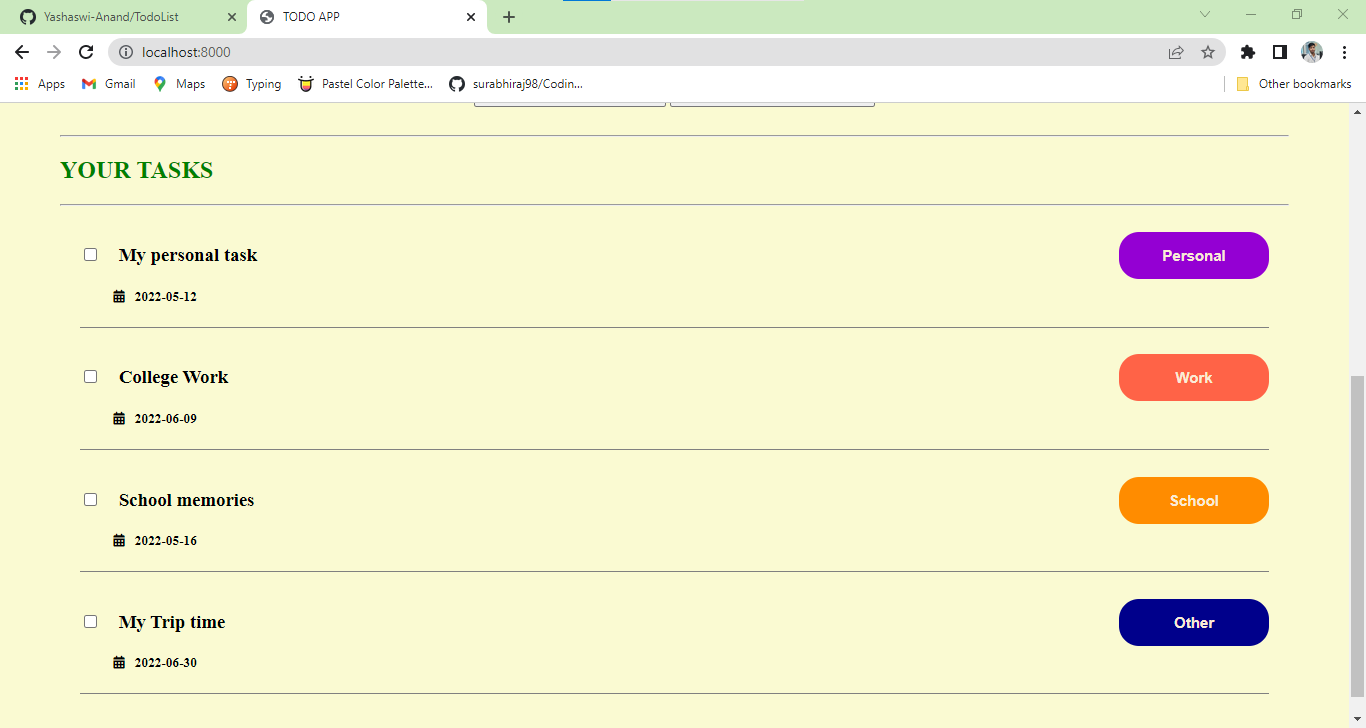 Yashaswi-Anand/TodoList
TODO APP
localhost:8000
Apps
Gmail
Maps
Typing
Pastel Color Palette...
surabhiraj98/Codin...
Other bookmarks
YOUR TASKS
My personal task
Personal
2022-05-12
College Work
Work
2022-06-09
School memories
School
2022-05-16
My Trip time
Other
2022-06-30